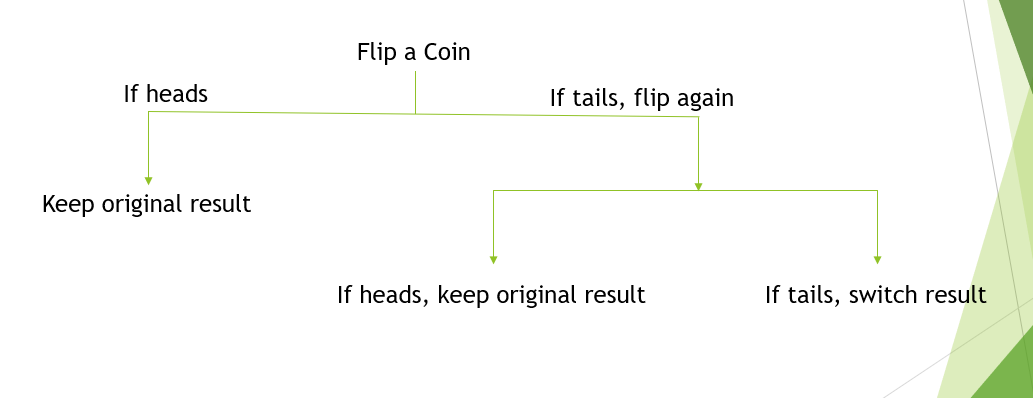 Flip a Coin
If heads
If tails, flip again
Keep original result
If heads, keep original result
If tails, switch result